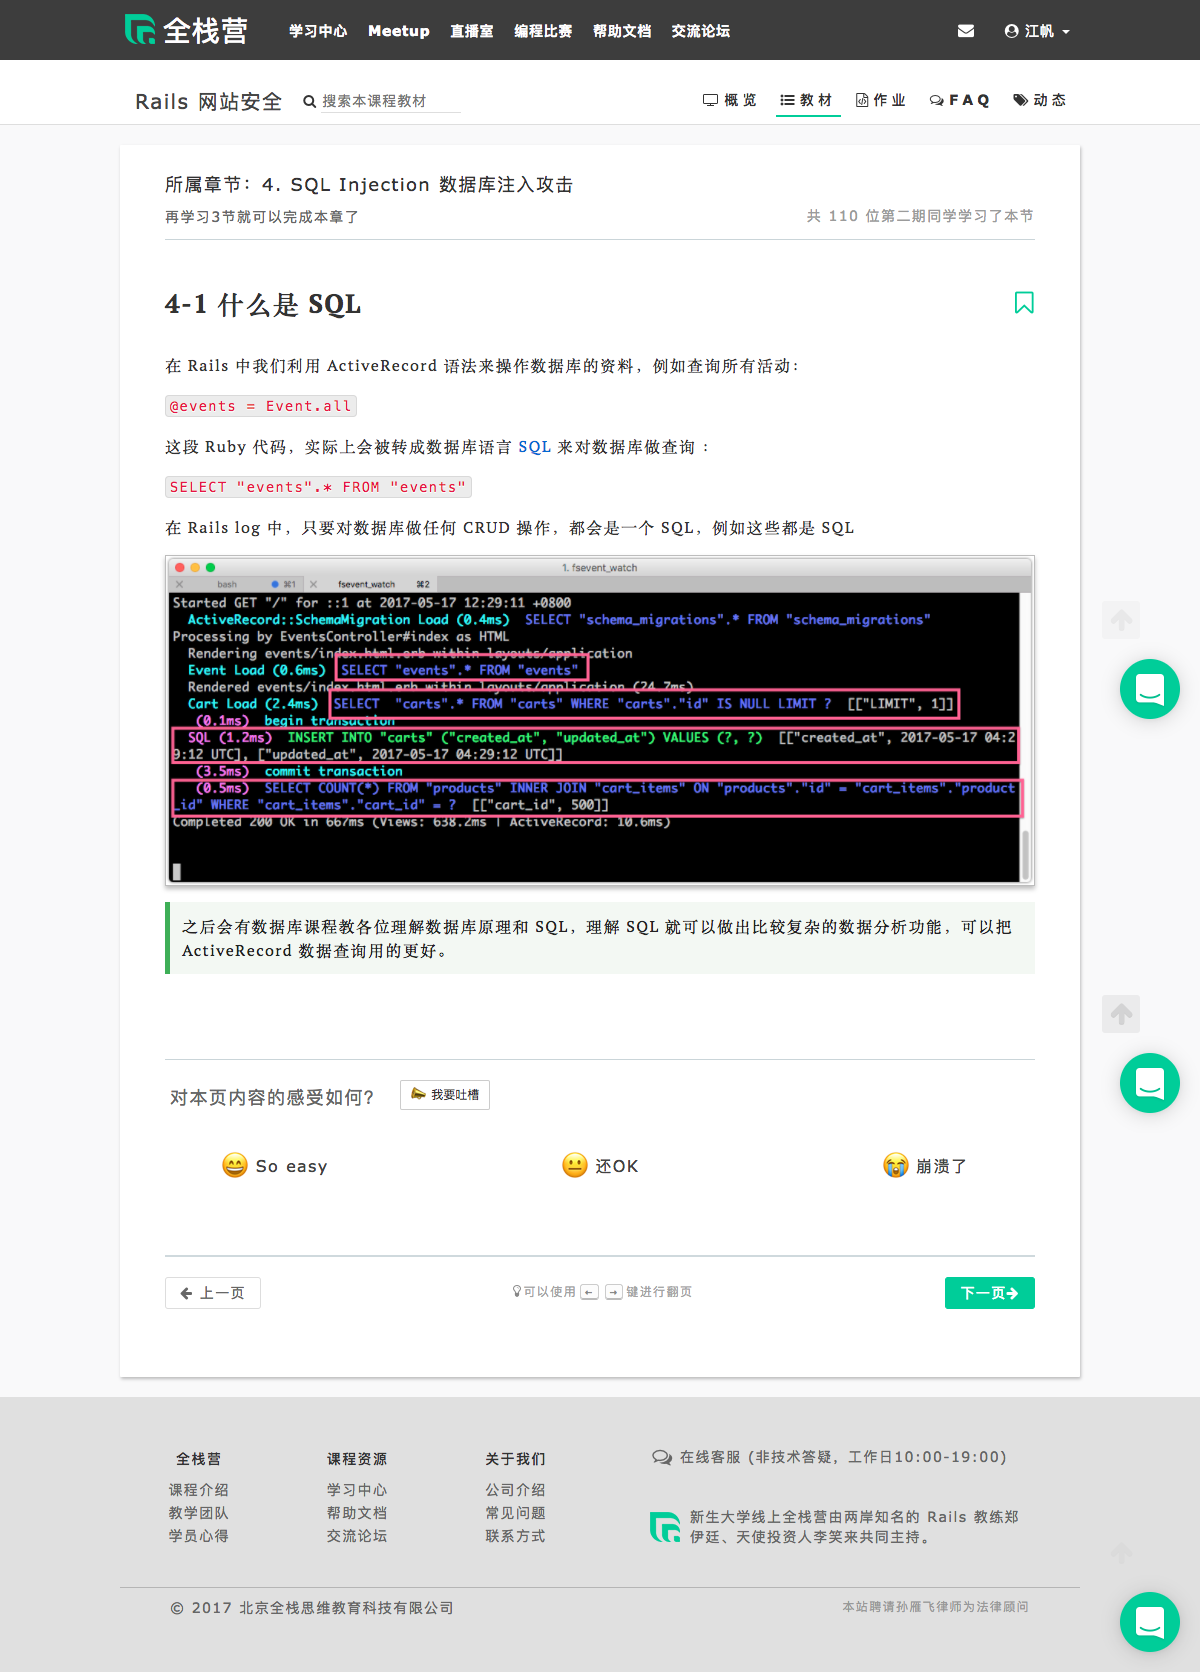 全栈营
学习中心 Meetup 直播室 编程比赛 帮助文档 交流论坛
江帆
Rails 网站安全
搜索本课程教材
概览 教材 作业 FAQ 动态
所属章节：4. SQL Injection 数据库注入攻击
再学习3节就可以完成本章了
共 110 位第二期同学学习了本节
4-1 什么是 SQL
在 Rails 中我们利用 ActiveRecord 语法来操作数据库的资料，例如查询所有活动：
@events = Event.all
这段 Ruby 代码，实际上会被转成数据库语言 SQL 来对数据库做查询 ：
SELECT "events".* FROM "events"
在 Rails log 中，只要对数据库做任何 CRUD 操作，都会是一个 SQL，例如这些都是 SQL
1. fsevent_watch
bash ⌘1 fsevent_watch ⌘2
Started GET "/" for ::1 at 2017-05-17 12:29:11 +0800
ActiveRecord::SchemaMigration Load (0.4ms) SELECT "schema_migrations".* FROM "schema_migrations"
Processing by EventsController#index as HTML
Rendering events/index.html.erb within layouts/application
Event Load (0.6ms) SELECT "events".* FROM "events"
Rendered events/index.html.erb within layouts/application (24.7ms)
Cart Load (2.4ms) SELECT "carts".* FROM "carts" WHERE "carts"."id" IS NULL LIMIT ? [["LIMIT", 1]]
(0.1ms) begin transaction
SQL (1.2ms) INSERT INTO "carts" ("created_at", "updated_at") VALUES (?, ?) [["created_at", 2017-05-17 04:2
9:12 UTC], ["updated_at", 2017-05-17 04:29:12 UTC]]
(3.5ms) commit transaction
(0.5ms) SELECT COUNT(*) FROM "products" INNER JOIN "cart_items" ON "products"."id" = "cart_items"."product
_id" WHERE "cart_items"."cart_id" = ? [["cart_id", 500]]
Completed 200 OK in 667ms (Views: 638.2ms | ActiveRecord: 10.6ms)
之后会有数据库课程教各位理解数据库原理和 SQL，理解 SQL 就可以做出比较复杂的数据分析功能，可以把
ActiveRecord 数据查询用的更好。
对本页内容的感受如何?
我要吐槽
So easy
还OK
崩溃了
上一页
可以使用 ← → 键进行翻页
下一页
全栈营
课程介绍
教学团队
学员心得
课程资源
学习中心
帮助文档
交流论坛
关于我们
公司介绍
常见问题
联系方式
在线客服 (非技术答疑，工作日10:00-19:00)
新生大学线上全栈营由两岸知名的 Rails 教练郑
伊廷、天使投资人李笑来共同主持。
© 2017 北京全栈思维教育科技有限公司
本站聘请孙雁飞律师为法律顾问